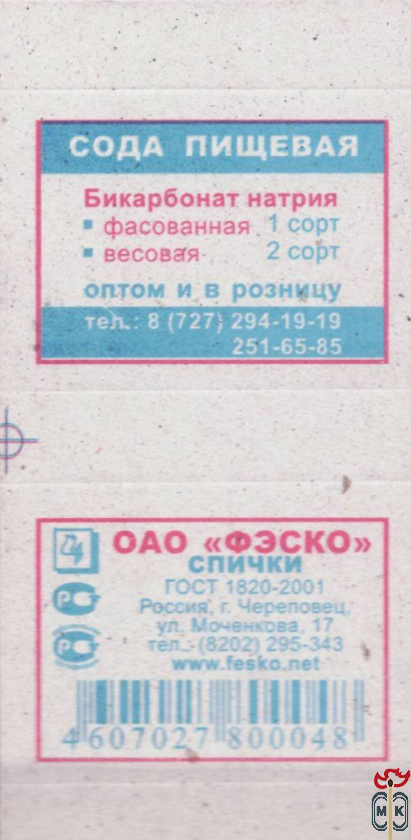 СОДА ПИЩЕВАЯ
Бикарбонат натрия
фасованная 1 сорт
весовая 2 сорт
оптом и в розницу
тел.: 8 (727) 294-19-19
251-65-85
ОАО «ФЭСКО»
СПИЧКИ
ГОСТ 1820-2001
Россия, г. Череповец,
ул. Моченкова, 17
тел.- (8202) 295-343
www.fesko.net
4 607027 800048
МК